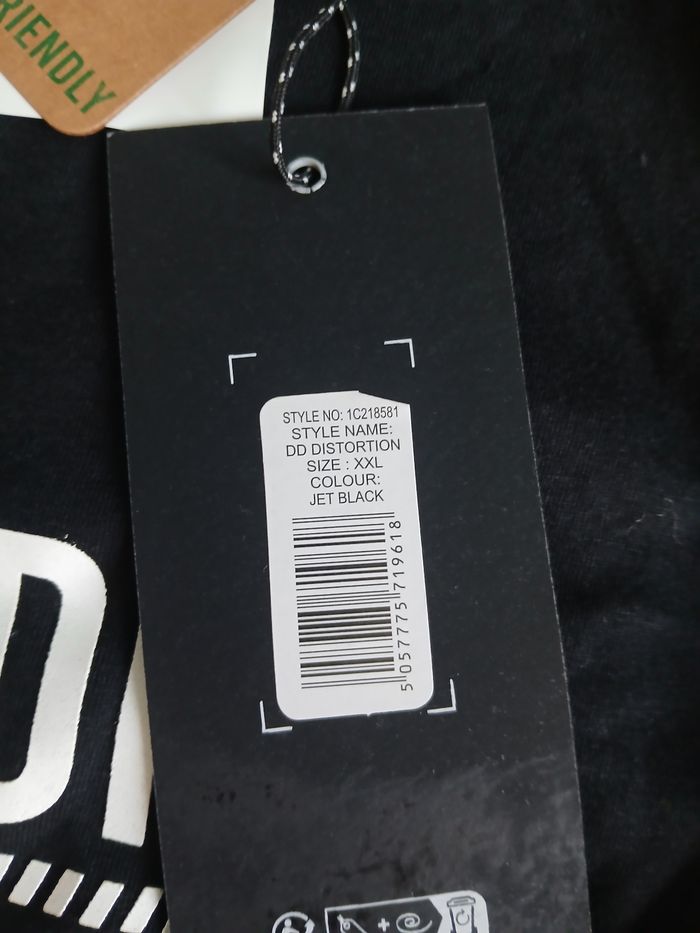 RIENDLY
STYLE NO: 1C218581
STYLE NAME:
DD DISTORTION
SIZE : XXL
COLOUR:
JET BLACK
5 057775 719618